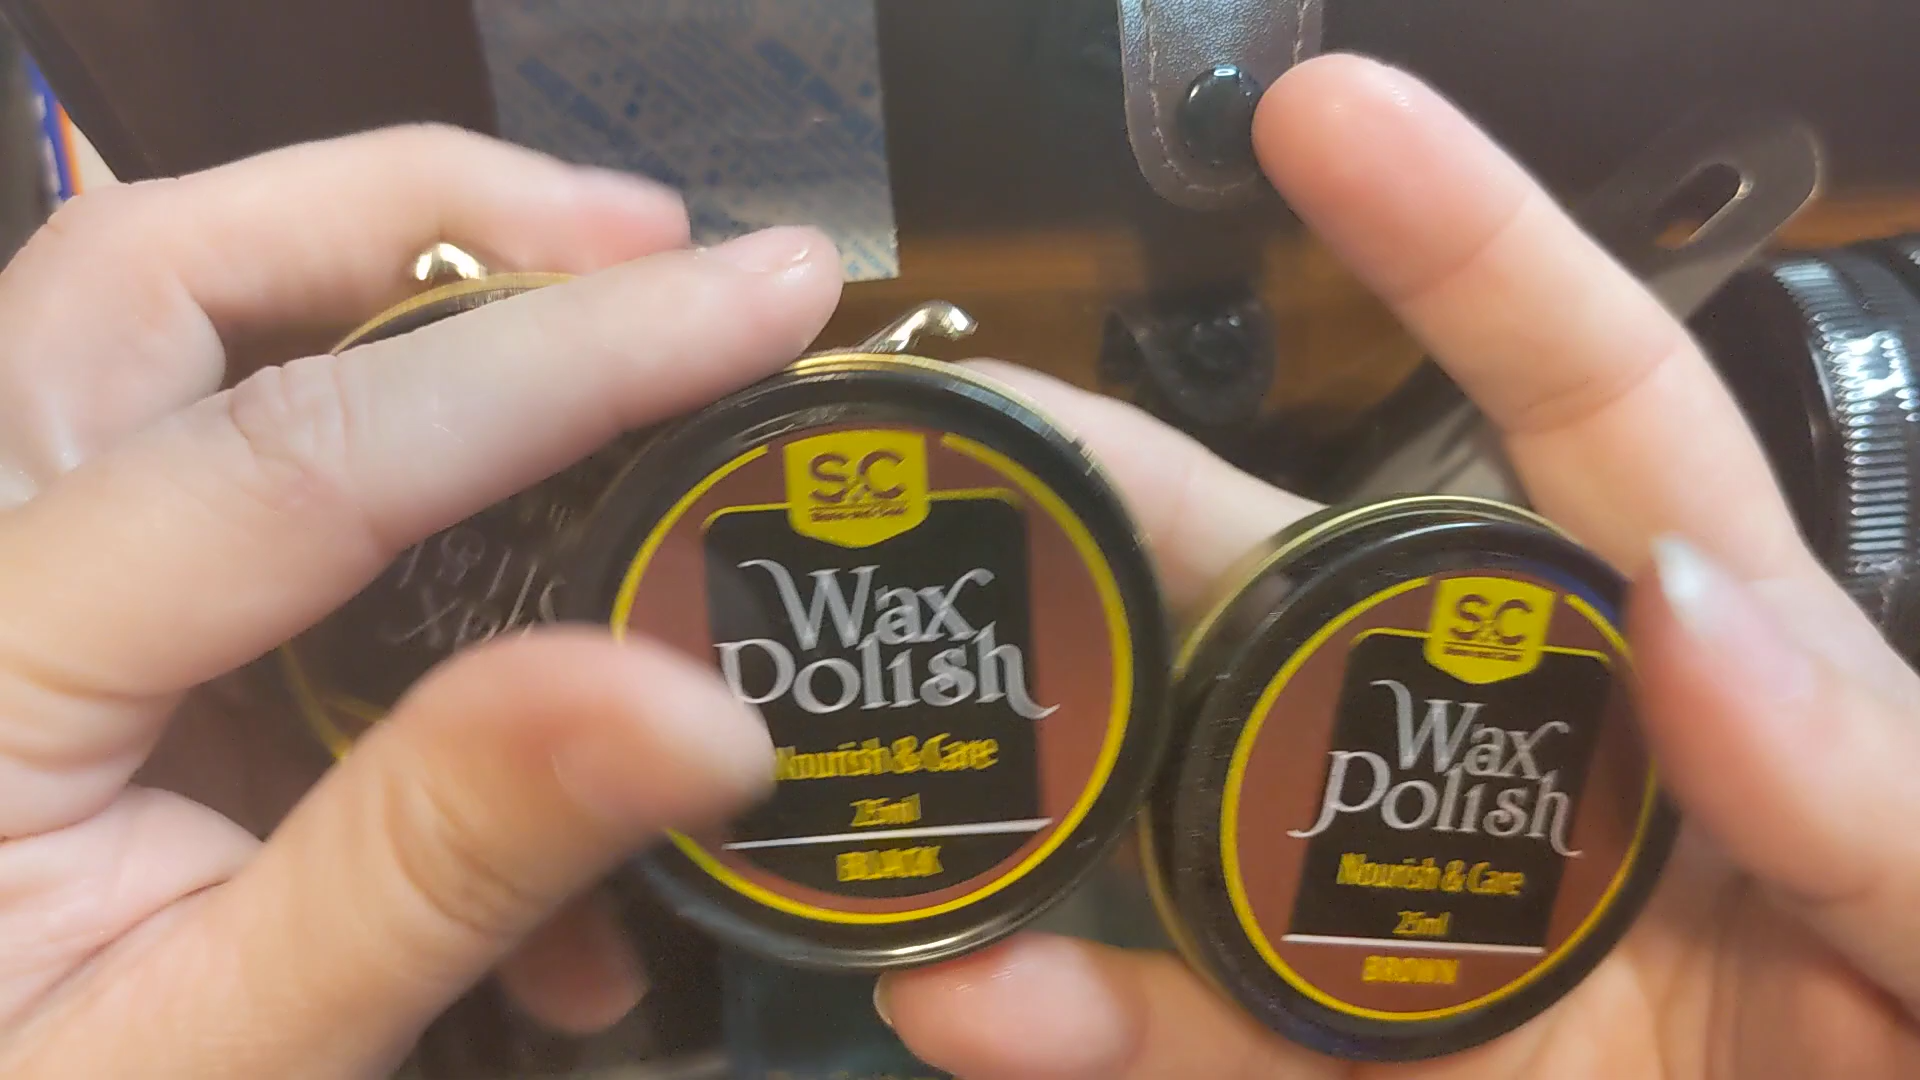 S&C
Wax
Polish
Nourish & Care
25ml
BLACK
S&C
Wax
Polish
Nourish & Care
25ml
BROWN